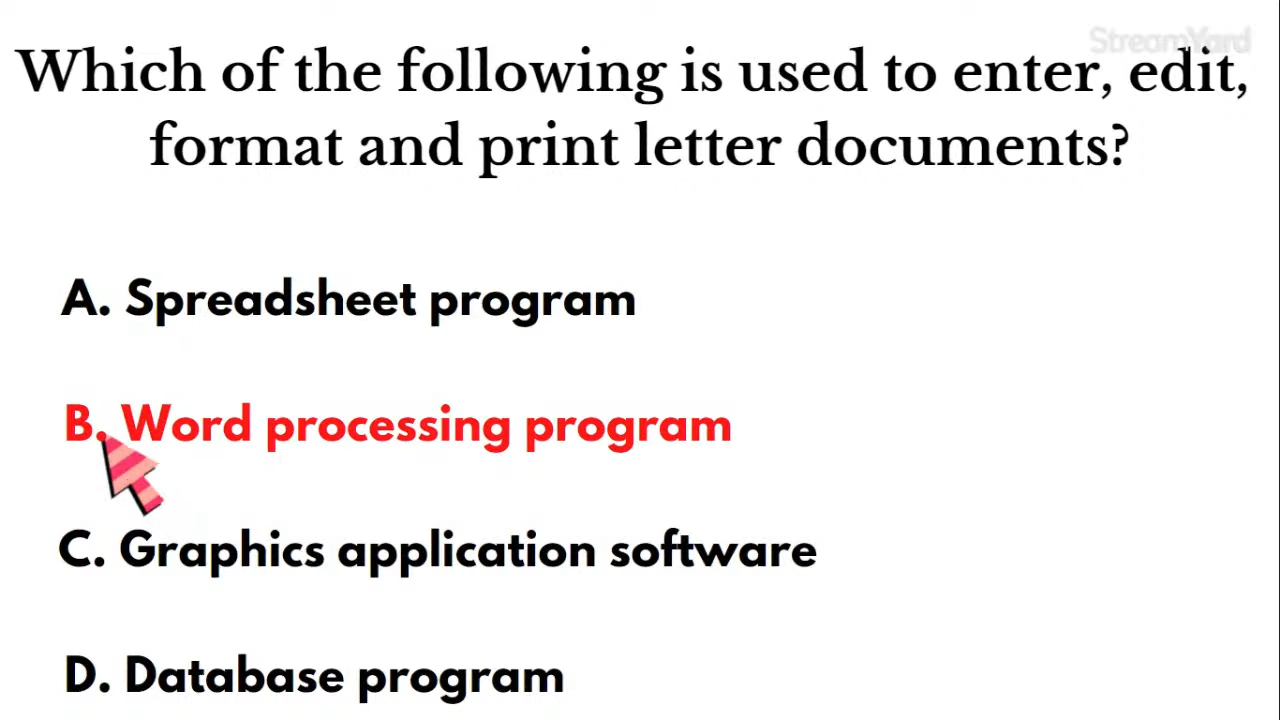 StreamYard
Which of the following is used to enter, edit,
format and print letter documents?
A. Spreadsheet program
B. Word processing program
C. Graphics application software
D. Database program